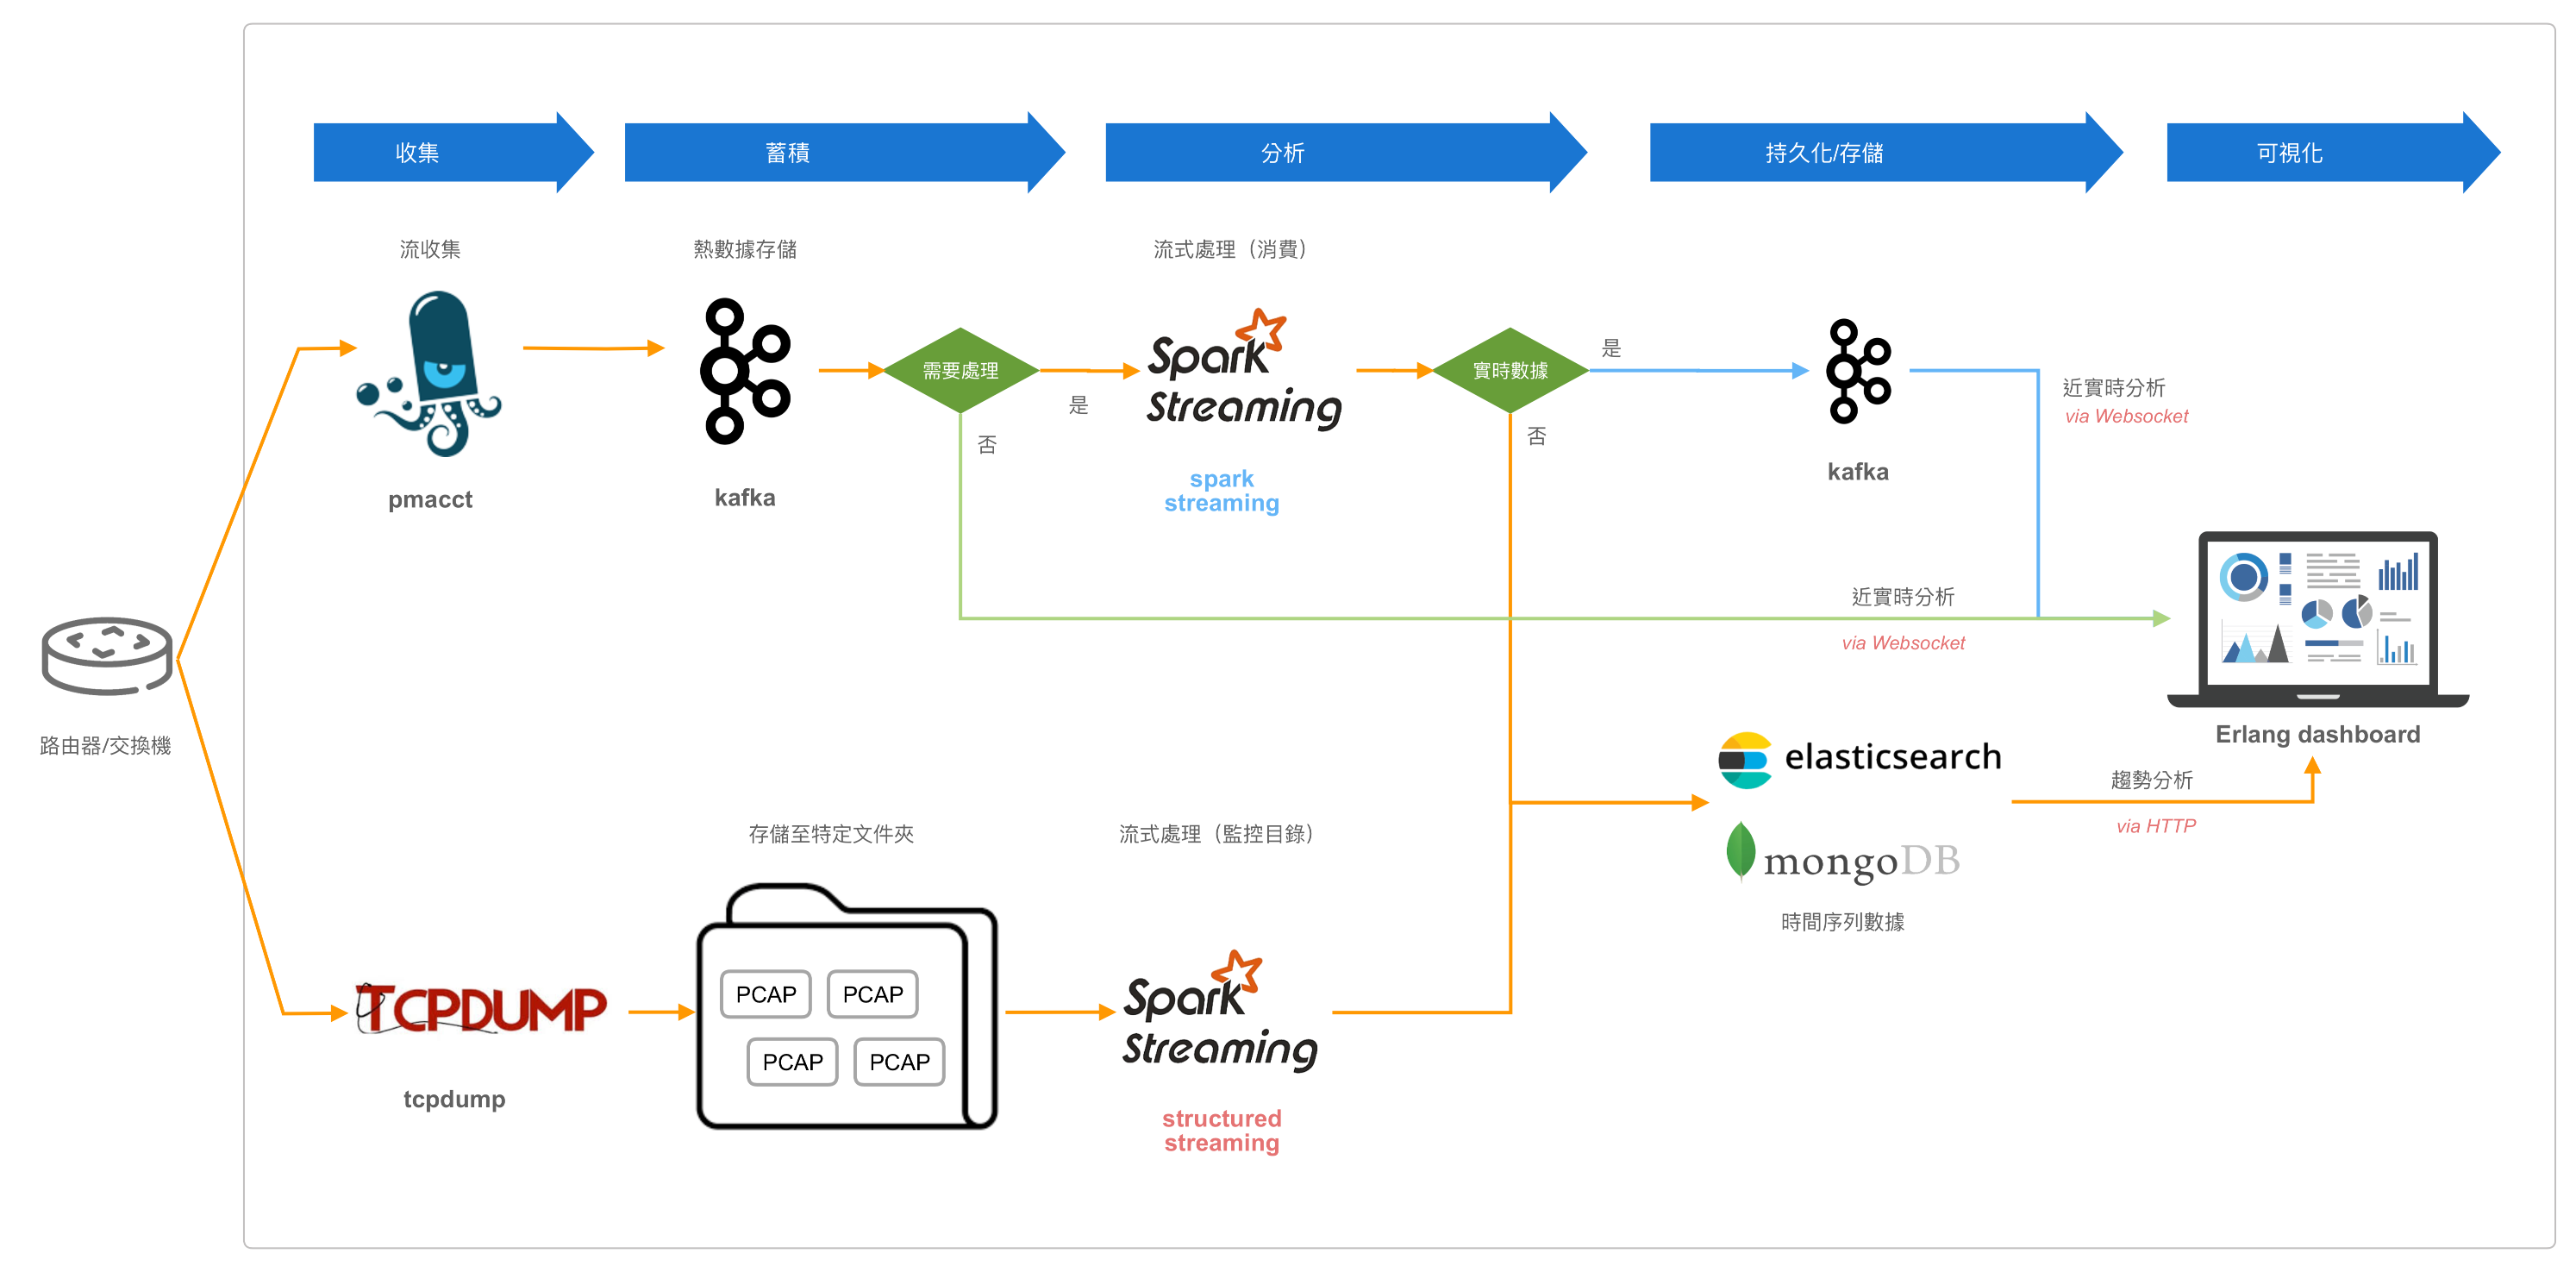 收集
蓄積
分析
持久化/存儲
可視化
流收集
熱數據存儲
流式處理（消費）
需要處理
Spark
Streaming
實時數據
是
是
否
否
近實時分析
via Websocket
pmacct
kafka
spark
streaming
kafka
近實時分析
via Websocket
路由器/交換機
Erlang dashboard
elasticsearch
趨勢分析
via HTTP
mongoDB
時間序列數據
存儲至特定文件夾
流式處理（監控目錄）
TCPDUMP
PCAP
PCAP
PCAP
PCAP
Spark
Streaming
tcpdump
structured
streaming